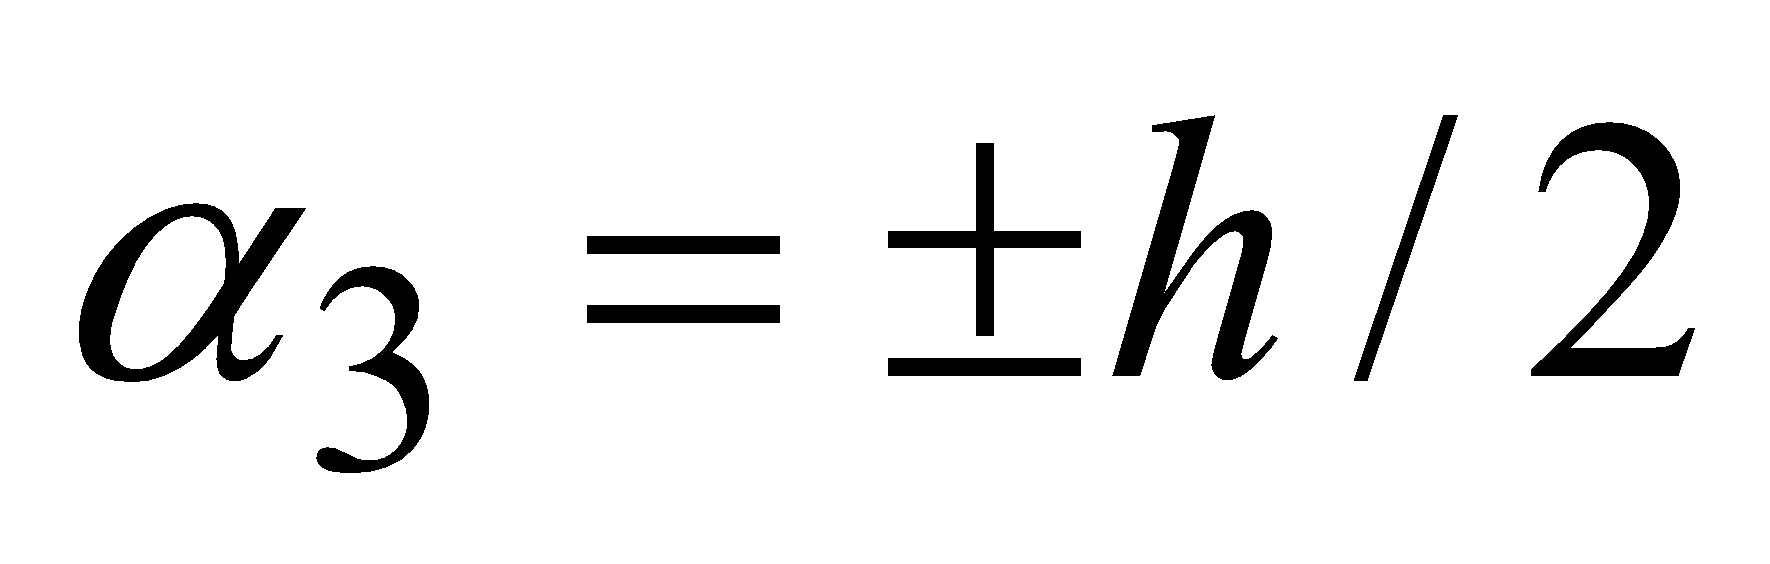 α₃ = ±h/2